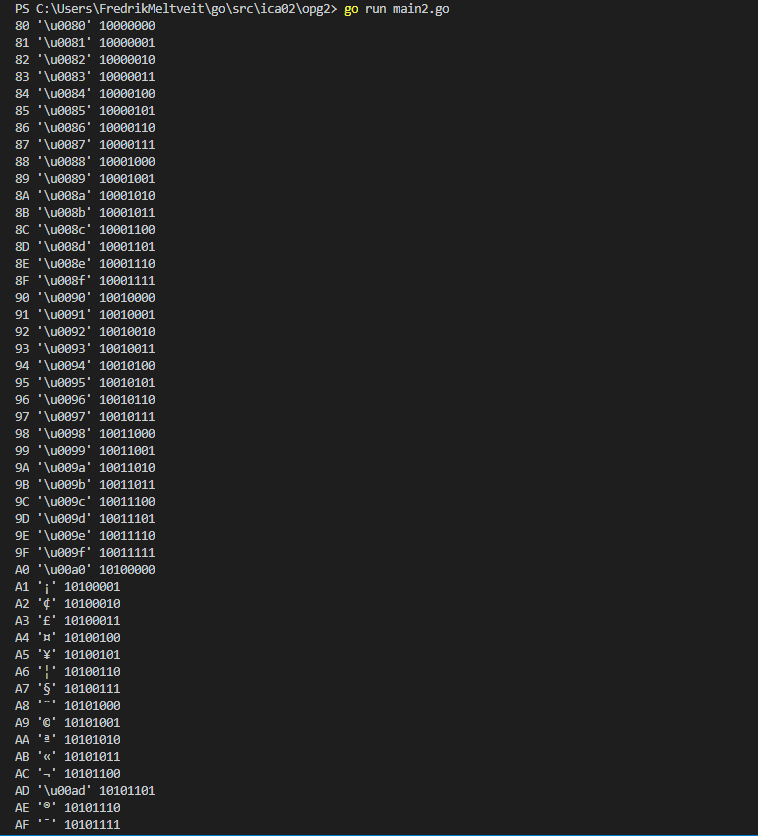 PS C:\Users\FredrikMeltveit\go\src\ica02\opg2> go run main2.go
80 '\u0080' 10000000
81 '\u0081' 10000001
82 '\u0082' 10000010
83 '\u0083' 10000011
84 '\u0084' 10000100
85 '\u0085' 10000101
86 '\u0086' 10000110
87 '\u0087' 10000111
88 '\u0088' 10001000
89 '\u0089' 10001001
8A '\u008a' 10001010
8B '\u008b' 10001011
8C '\u008c' 10001100
8D '\u008d' 10001101
8E '\u008e' 10001110
8F '\u008f' 10001111
90 '\u0090' 10010000
91 '\u0091' 10010001
92 '\u0092' 10010010
93 '\u0093' 10010011
94 '\u0094' 10010100
95 '\u0095' 10010101
96 '\u0096' 10010110
97 '\u0097' 10010111
98 '\u0098' 10011000
99 '\u0099' 10011001
9A '\u009a' 10011010
9B '\u009b' 10011011
9C '\u009c' 10011100
9D '\u009d' 10011101
9E '\u009e' 10011110
9F '\u009f' 10011111
A0 '\u00a0' 10100000
A1 '¡' 10100001
A2 '¢' 10100010
A3 '£' 10100011
A4 '¤' 10100100
A5 '¥' 10100101
A6 '¦' 10100110
A7 '§' 10100111
A8 '¨' 10101000
A9 '©' 10101001
AA 'ª' 10101010
AB '«' 10101011
AC '¬' 10101100
AD '\u00ad' 10101101
AE '®' 10101110
AF '¯' 10101111